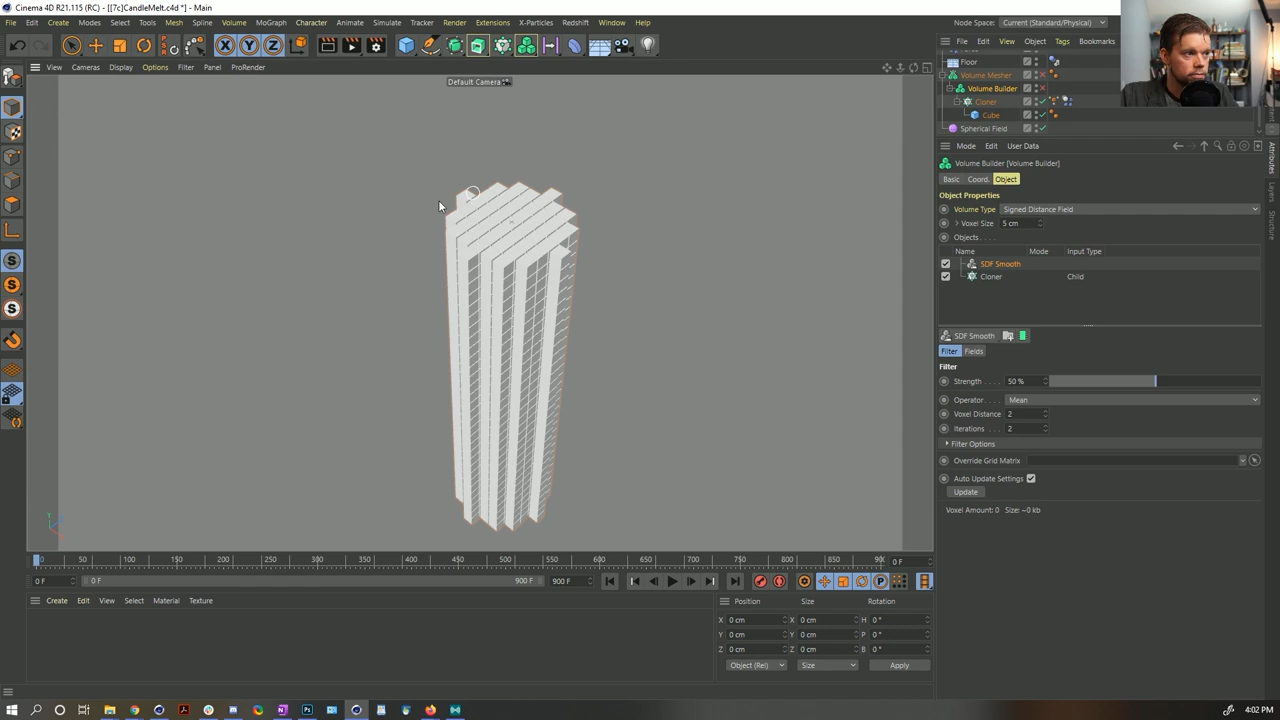 Cinema 4D R21.115 (RC) - [[7c]CandleMelt.c4d *] - Main
File Edit Create Modes Select Tools Mesh Spline Volume MoGraph Character Animate Simulate Tracker Render Extensions X-Particles Redshift Window Help
Node Space: Current (Standard/Physical)
File Edit View Object Tags Bookmarks
View Cameras Display Options Filter Panel ProRender
Default Camera
Floor
Volume Mesher
Volume Builder
Cloner
Cube
Spherical Field
Mode Edit User Data
Volume Builder [Volume Builder]
Basic Coord. Object
Object Properties
Volume Type Signed Distance Field
Voxel Size 5 cm
Objects . . . .
Name Mode Input Type
SDF Smooth
Cloner Child
SDF Smooth
Filter Fields
Filter
Strength . . . . 50 %
Operator. . . . Mean
Voxel Distance 2
Iterations . . 2
Filter Options
Override Grid Matrix
Auto Update Settings
Update
Voxel Amount: 0 Size: ~0 kb
Attributes
Layers
Structure
X Y Z
P
Y
0 50 100 150 200 250 300 350 400 450 500 550 600 650 700 750 800 850 90 0 F
0 F 0 F 900 F 900 F
Create Edit View Select Material Texture
Position Size Rotation
X 0 cm X 0 cm H 0 °
Y 0 cm Y 0 cm P 0 °
Z 0 cm Z 0 cm B 0 °
Object (Rel) Size Apply
4:02 PM